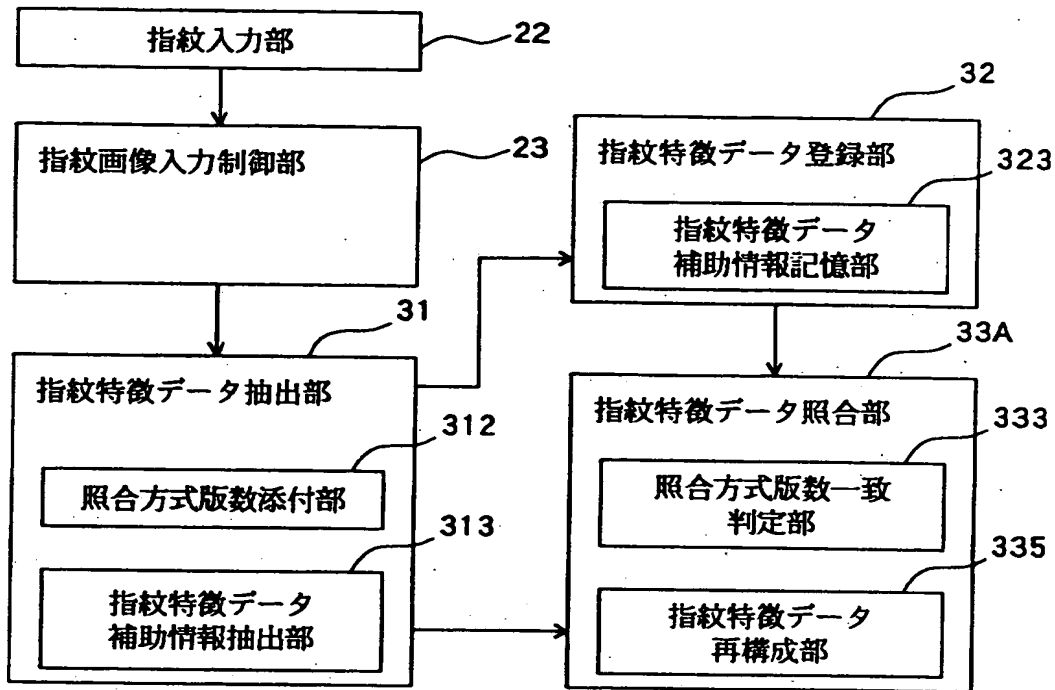 指紋入力部
22
指紋画像入力制御部
23
31
指紋特徴データ抽出部
312
照合方式版数添付部
313
指紋特徴データ
補助情報抽出部
32
指紋特徴データ登録部
323
指紋特徴データ
補助情報記憶部
33A
指紋特徴データ照合部
333
照合方式版数一致
判定部
335
指紋特徴データ
再構成部